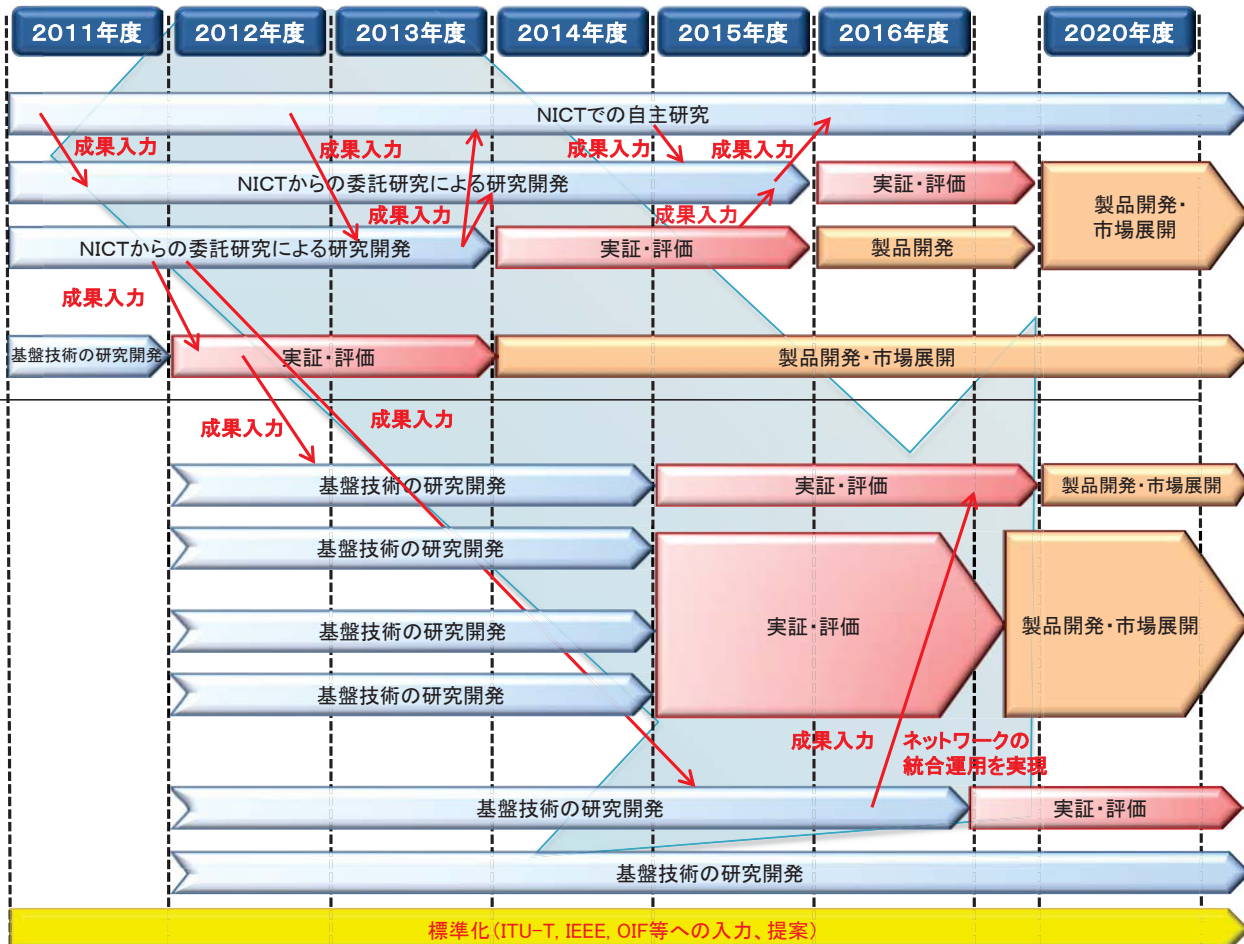 2011年度
2012年度
2013年度
2014年度
2015年度
2016年度
2020年度
NICTでの自主研究
成果入力
成果入力
成果入力
成果入力
NICTからの委託研究による研究開発
実証・評価
製品開発・
市場展開
成果入力
成果入力
NICTからの委託研究による研究開発
実証・評価
製品開発
成果入力
基盤技術の研究開発
実証・評価
製品開発・市場展開
成果入力
成果入力
基盤技術の研究開発
実証・評価
製品開発・市場展開
基盤技術の研究開発
基盤技術の研究開発
実証・評価
製品開発・市場展開
基盤技術の研究開発
成果入力
ネットワークの
統合運用を実現
基盤技術の研究開発
実証・評価
基盤技術の研究開発
標準化(ITU-T, IEEE, OIF等への入力、提案)